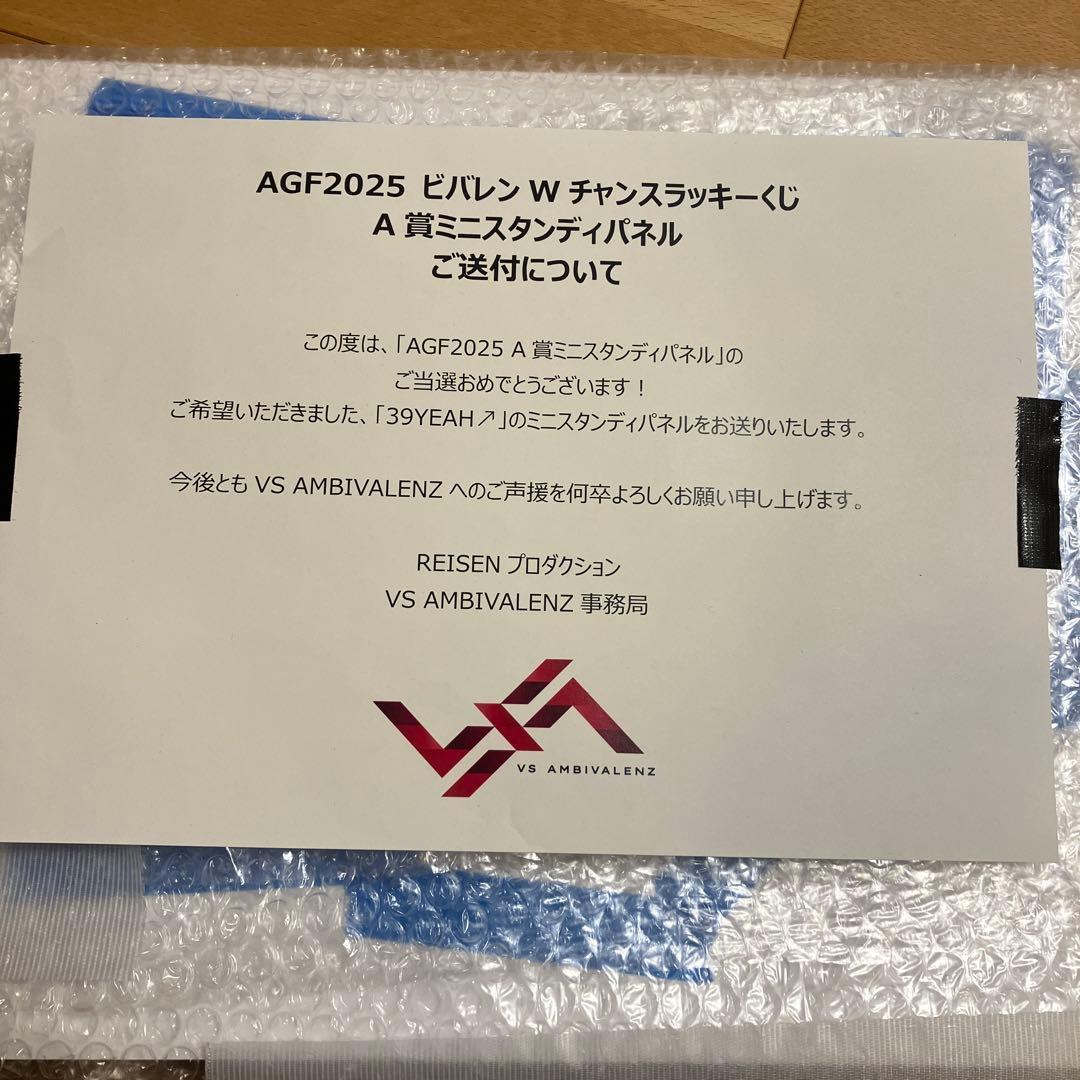 AGF2025 ビバレン W チャンスラッキーくじ
A 賞ミニスタンディパネル
ご送付について
この度は、「AGF2025 A 賞ミニスタンディパネル」の
ご当選おめでとうございます！
ご希望いただきました、「39YEAH↗」のミニスタンディパネルをお送りいたします。
今後とも VS AMBIVALENZ へのご声援を何卒よろしくお願い申し上げます。
REISEN プロダクション
VS AMBIVALENZ 事務局
VS AMBIVALENZ